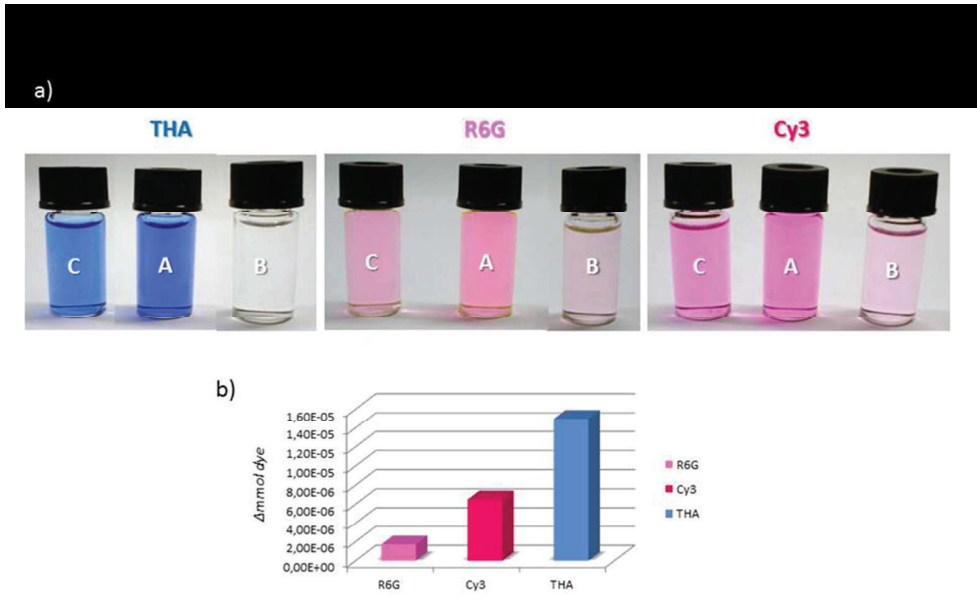 a)
THA R6G Cy3
C A B C A B C A B
b)
Δmmol dye
1,60E-05
1,40E-05
1,20E-05
1,00E-05
8,00E-06
6,00E-06
4,00E-06
2,00E-06
0,00E+00
R6G Cy3 THA
R6G
Cy3
THA